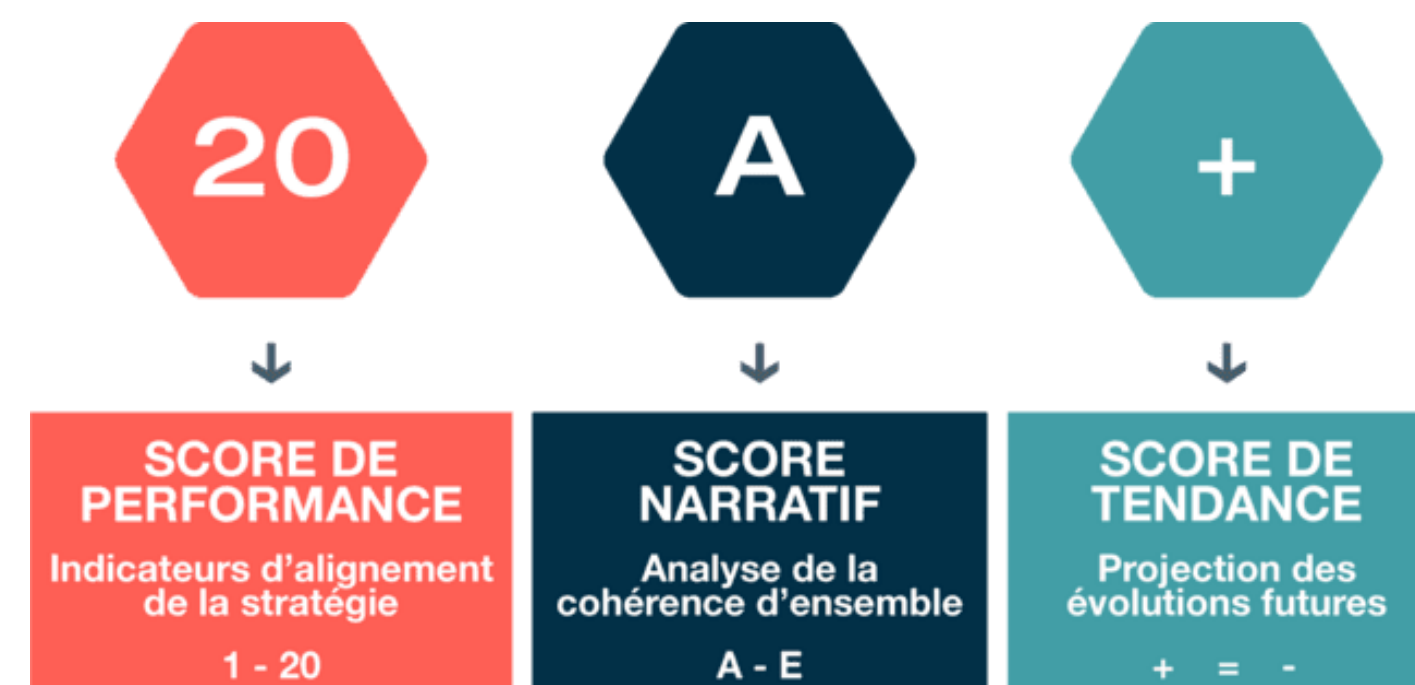 20
A
+
SCORE DE
PERFORMANCE
Indicateurs d'alignement
de la stratégie
1 - 20
SCORE
NARRATIF
Analyse de la
cohérence d'ensemble
A - E
SCORE DE
TENDANCE
Projection des
évolutions futures
+ = -